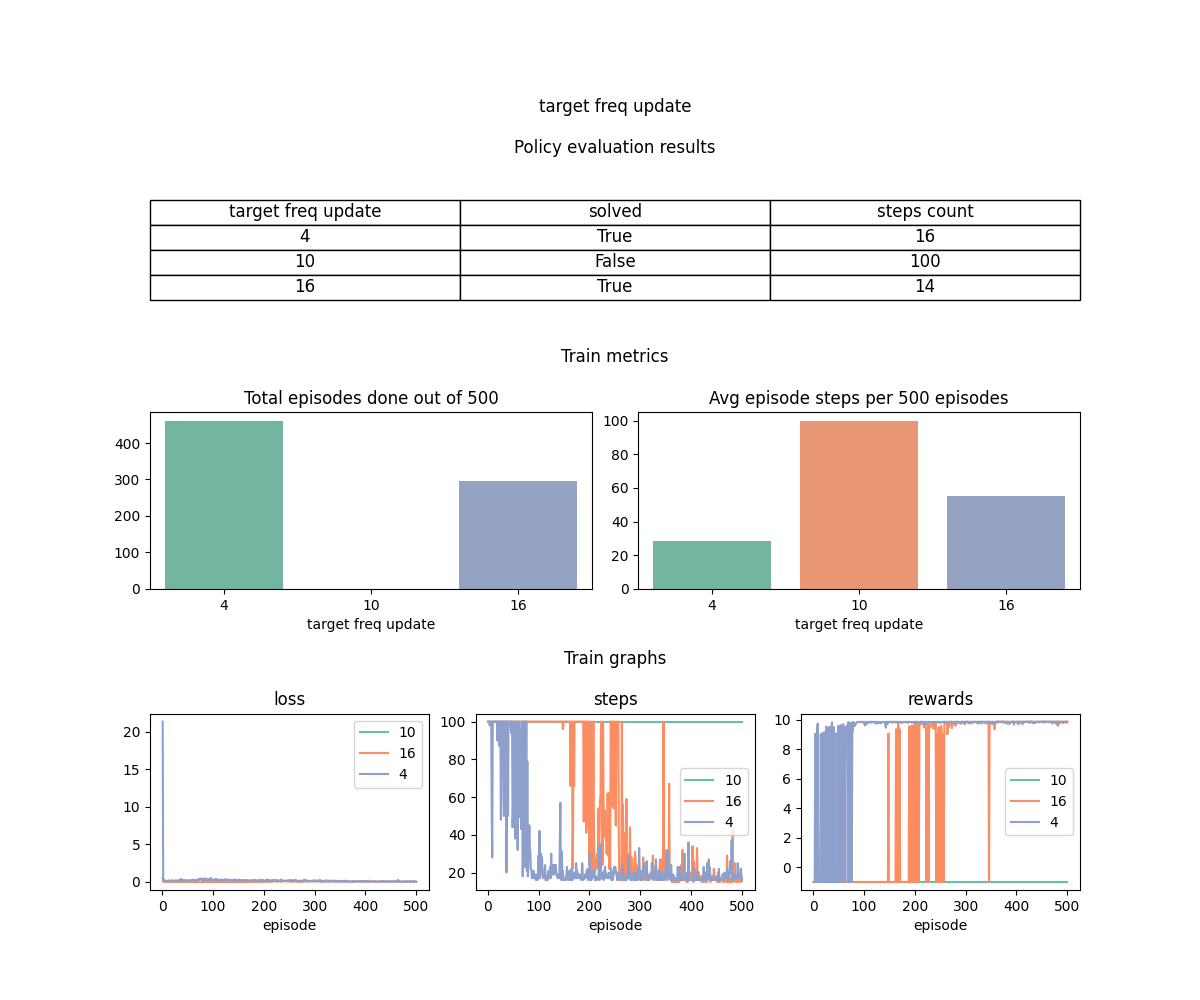 target freq update
Policy evaluation results
target freq update solved steps count
4 True 16
10 False 100
16 True 14
Train metrics
Total episodes done out of 500
400
300
200
100
0
4 10 16
target freq update
Avg episode steps per 500 episodes
100
80
60
40
20
0
4 10 16
target freq update
Train graphs
loss
20
15
10
5
0
10
16
4
0 100 200 300 400 500
episode
steps
100
80
60
40
20
10
16
4
0 100 200 300 400 500
episode
rewards
10
8
6
4
2
0
10
16
4
0 100 200 300 400 500
episode